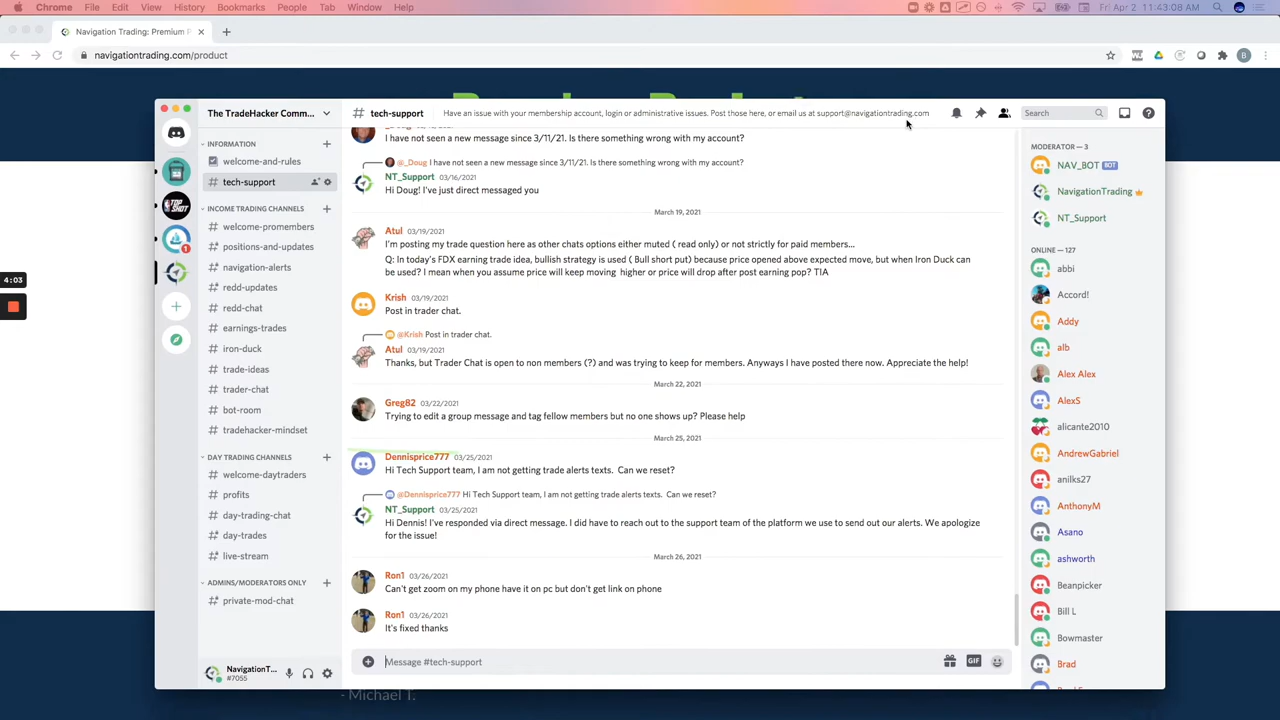 Chrome File Edit View History Bookmarks People Tab Window Help
Fri Apr 2 11:43:08 AM
Navigation Trading: Premium P
navigationtrading.com/product
The TradeHacker Comm...
# tech-support
Have an issue with your membership account, login or administrative issues. Post those here, or email us at support@navigationtrading.com
Search
INFORMATION
welcome-and-rules
# tech-support
INCOME TRADING CHANNELS
# welcome-promembers
# positions-and-updates
# navigation-alerts
# redd-updates
# redd-chat
# earnings-trades
# iron-duck
# trade-ideas
# trader-chat
# bot-room
# tradehacker-mindset
DAY TRADING CHANNELS
# welcome-daytraders
# profits
# day-trading-chat
# day-trades
# live-stream
ADMINS/MODERATORS ONLY
# private-mod-chat
NavigationT...
#7055
4:03
I have not seen a new message since 3/11/21. Is there something wrong with my account?
@_Doug I have not seen a new message since 3/11/21. Is there something wrong with my account?
NT_Support 03/16/2021
Hi Doug! I've just direct messaged you
March 19, 2021
Atul 03/19/2021
I'm posting my trade question here as other chats options either muted ( read only) or not strictly for paid members...
Q: In today's FDX earning trade idea, bullish strategy is used ( Bull short put) because price opened above expected move, but when Iron Duck can
be used? I mean when you assume price will keep moving higher or price will drop after post earning pop? TIA
Krish 03/19/2021
Post in trader chat.
@Krish Post in trader chat.
Atul 03/19/2021
Thanks, but Trader Chat is open to non members (?) and was trying to keep for members. Anyways I have posted there now. Appreciate the help!
March 22, 2021
Greg82 03/22/2021
Trying to edit a group message and tag fellow members but no one shows up? Please help
March 25, 2021
Dennisprice777 03/25/2021
Hi Tech Support team, I am not getting trade alerts texts. Can we reset?
@Dennisprice777 Hi Tech Support team, I am not getting trade alerts texts. Can we reset?
NT_Support 03/25/2021
Hi Dennis! I've responded via direct message. I did have to reach out to the support team of the platform we use to send out our alerts. We apologize
for the issue!
March 26, 2021
Ron1 03/26/2021
Can't get zoom on my phone have it on pc but don't get link on phone
Ron1 03/26/2021
It's fixed thanks
Message #tech-support
GIF
MODERATOR — 3
NAV_BOT BOT
NavigationTrading
NT_Support
ONLINE — 127
abbi
Accord!
Addy
alb
Alex Alex
AlexS
alicante2010
AndrewGabriel
anilks27
AnthonyM
Asano
ashworth
Beanpicker
Bill L
Bowmaster
Brad
- Michael T.